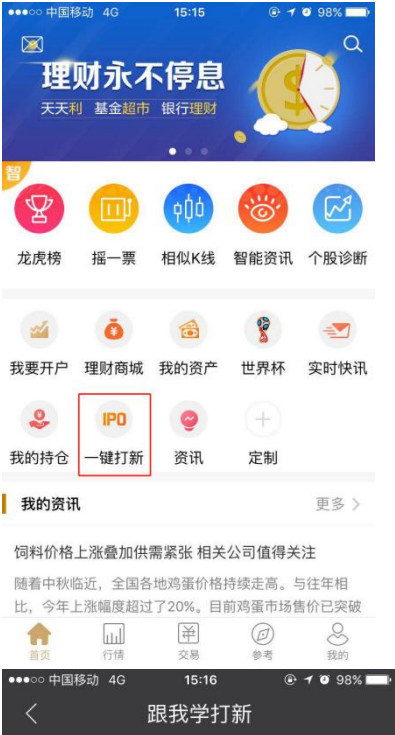 中国移动 4G 15:15 98%
理财永不停息
天天利 基金超市 银行理财
智
龙虎榜 摇一票 相似K线 智能资讯 个股诊断
我要开户 理财商城 我的资产 世界杯 实时快讯
IPO
我的持仓 一键打新 资讯 定制
我的资讯 更多 >
饲料价格上涨叠加供需紧张 相关公司值得关注
随着中秋临近，全国各地鸡蛋价格持续走高。与往年相
比，今年上涨幅度超过了20%。目前鸡蛋市场售价已突破
首页 行情 交易 参考 我的
中国移动 4G 15:16 98%
跟我学打新